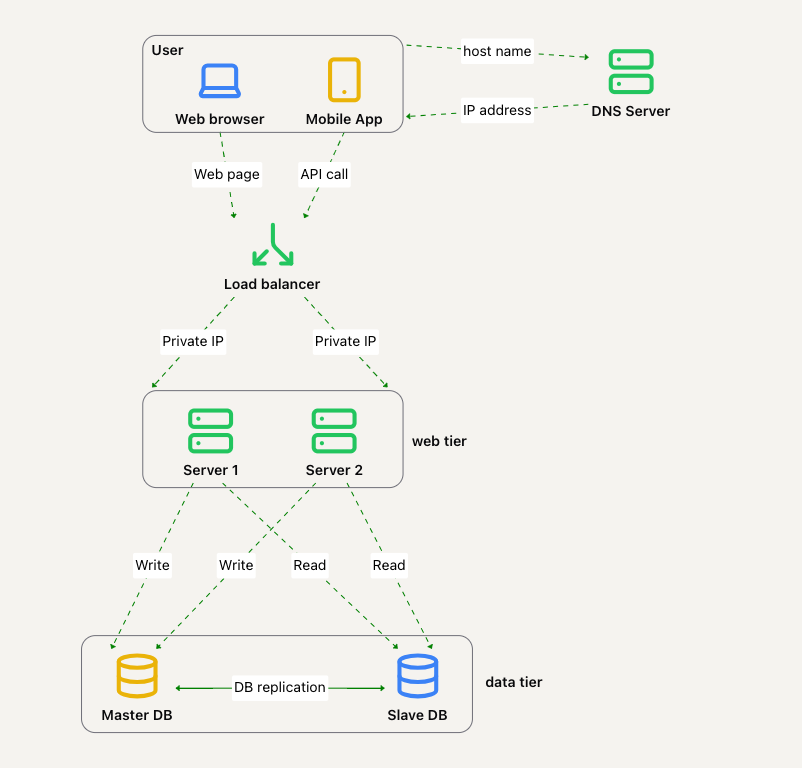 User
host name
Web browser
Mobile App
IP address
DNS Server
Web page
API call
Load balancer
Private IP
Private IP
web tier
Server 1
Server 2
Write
Write
Read
Read
data tier
DB replication
Master DB
Slave DB